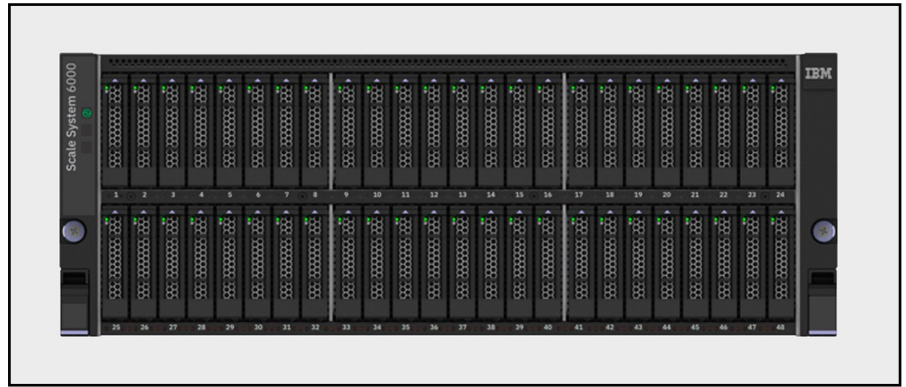 Scale System 6000
IBM
1 2 3 4 5 6 7 8 9 10 11 12 13 14 15 16 17 18 19 20 21 22 23 24
25 26 27 28 29 30 31 32 33 34 35 36 37 38 39 40 41 42 43 44 45 46 47 48